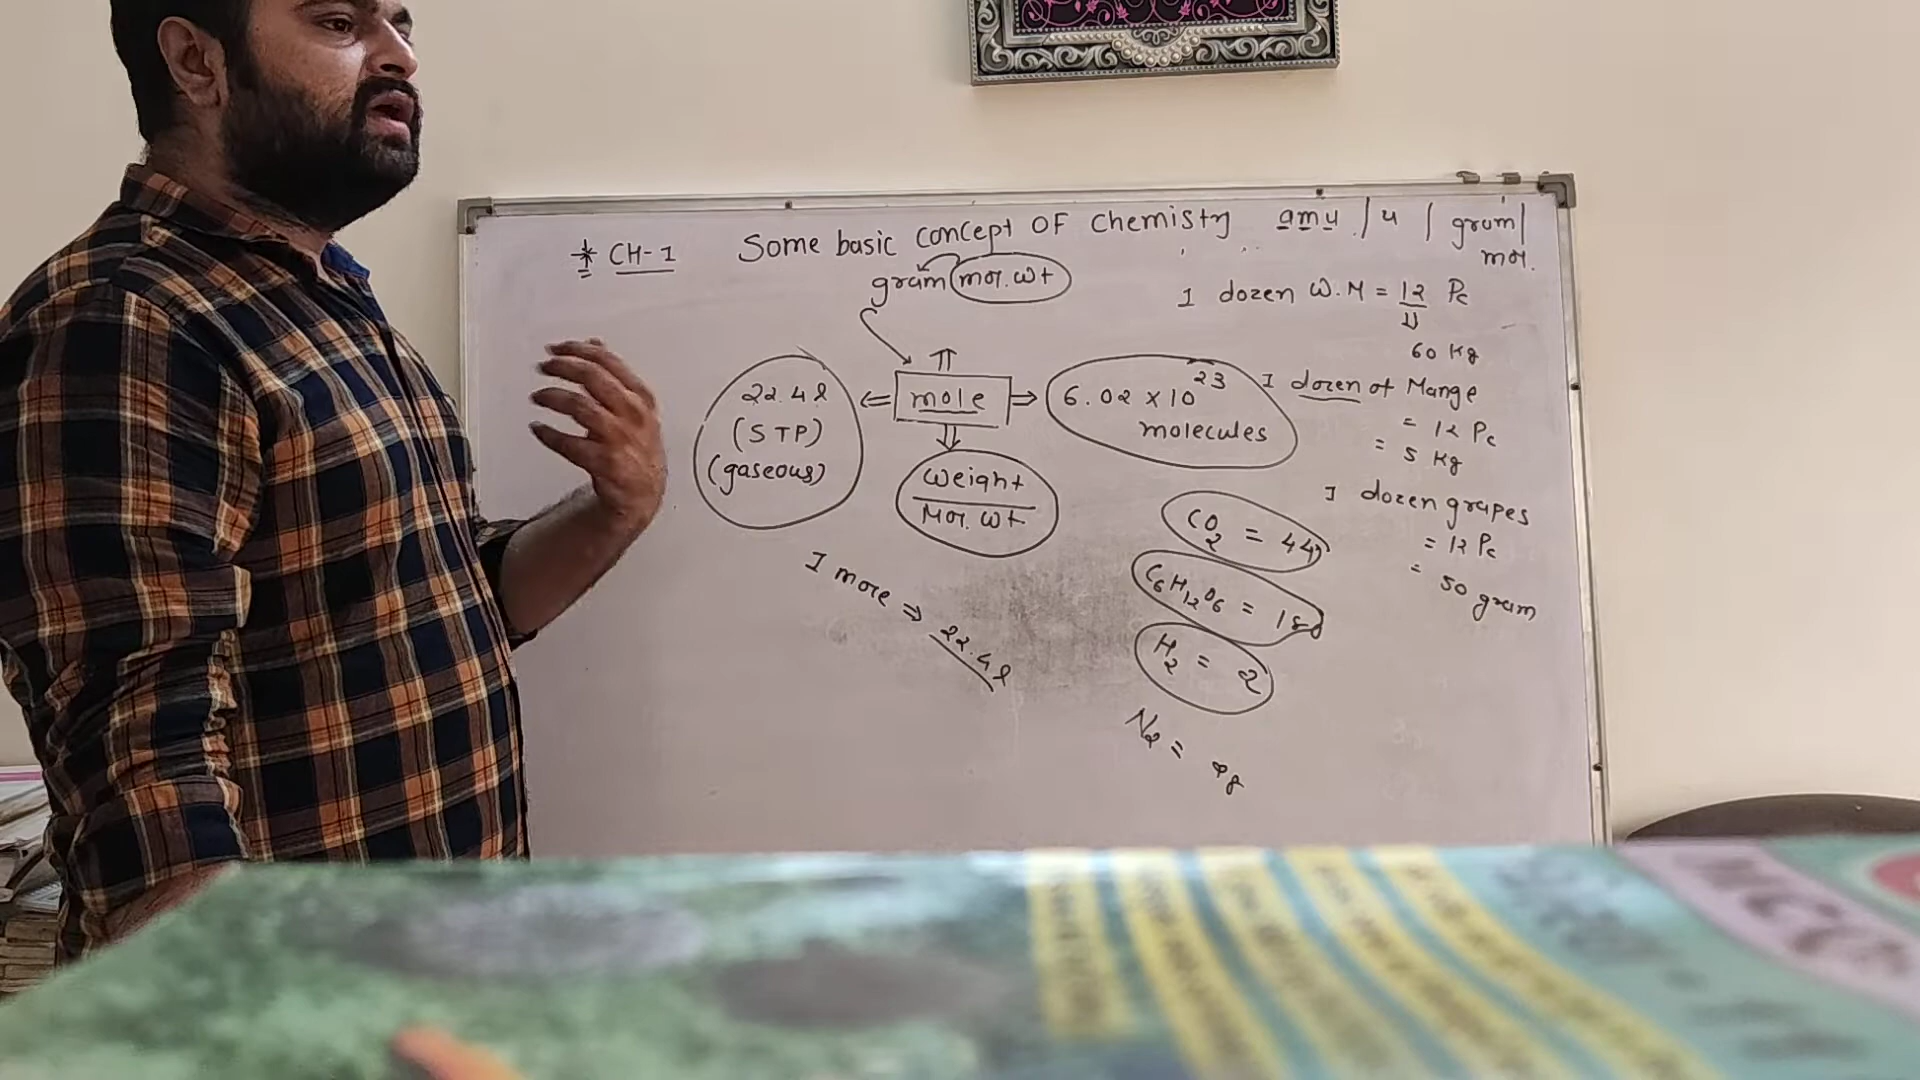 * CH-1 Some basic concept OF chemistry amu / u / gram/
mol.
gram mol. wt
1 dozen W.M = 12 Pc
60 Kg
22.4 l
(STP)
(gaseous)
mole
6.02 x 10^23
molecules
Weight
Mol. wt
1 dozen of Mange
= 12 Pc
= 5 Kg
1 dozen grapes
= 12 Pc
= 50 gram
CO2 = 44
C6H12O6 = 180
H2 = 2
N2 =
1 more ⇒ 22.4 l